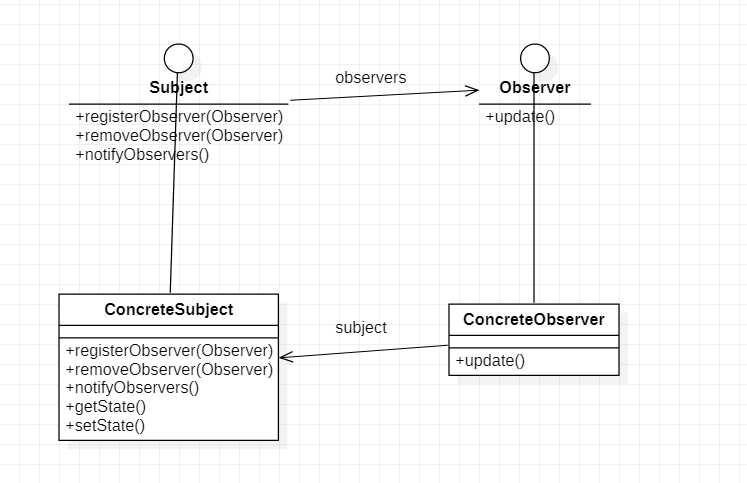 Subject
+registerObserver(Observer)
+removeObserver(Observer)
+notifyObservers()
observers
Observer
+update()
ConcreteSubject
+registerObserver(Observer)
+removeObserver(Observer)
+notifyObservers()
+getState()
+setState()
subject
ConcreteObserver
+update()